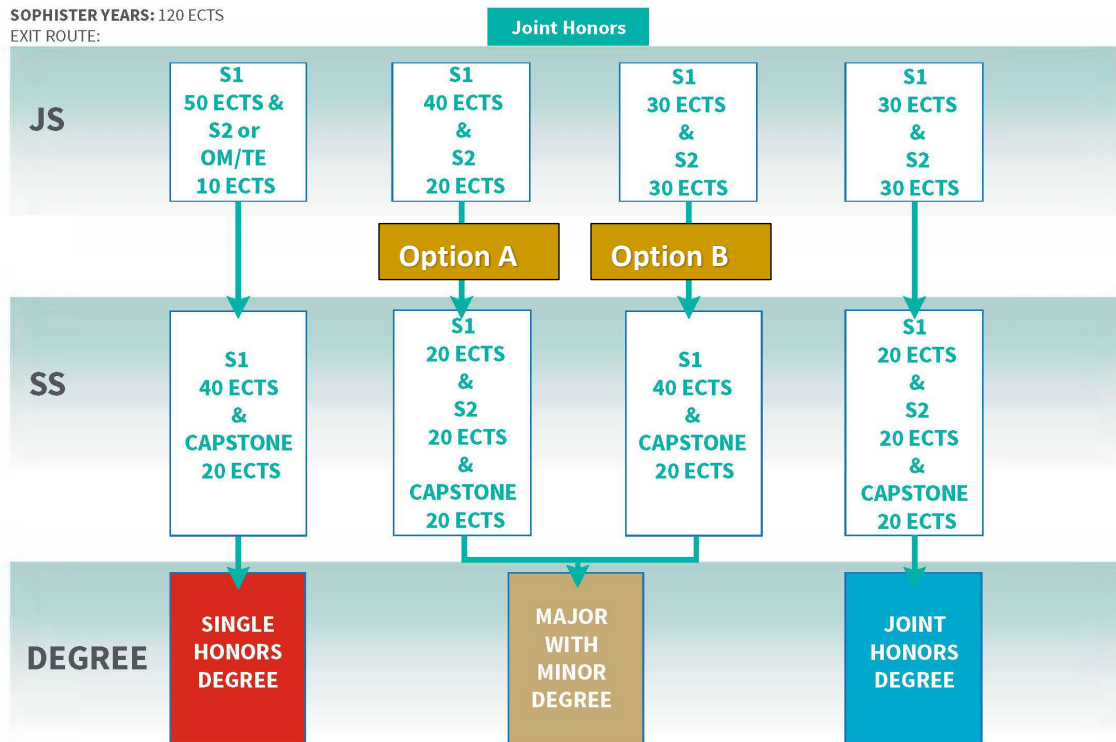 SOPHISTER YEARS: 120 ECTS
EXIT ROUTE:
Joint Honors
JS
S1
50 ECTS &
S2 or
OM/TE
10 ECTS
S1
40 ECTS
&
S2
20 ECTS
S1
30 ECTS
&
S2
30 ECTS
S1
30 ECTS
&
S2
30 ECTS
Option A
Option B
SS
S1
40 ECTS
&
CAPSTONE
20 ECTS
S1
20 ECTS
&
S2
20 ECTS
&
CAPSTONE
20 ECTS
S1
40 ECTS
&
CAPSTONE
20 ECTS
S1
20 ECTS
&
S2
20 ECTS
&
CAPSTONE
20 ECTS
DEGREE
SINGLE
HONORS
DEGREE
MAJOR
WITH
MINOR
DEGREE
JOINT
HONORS
DEGREE